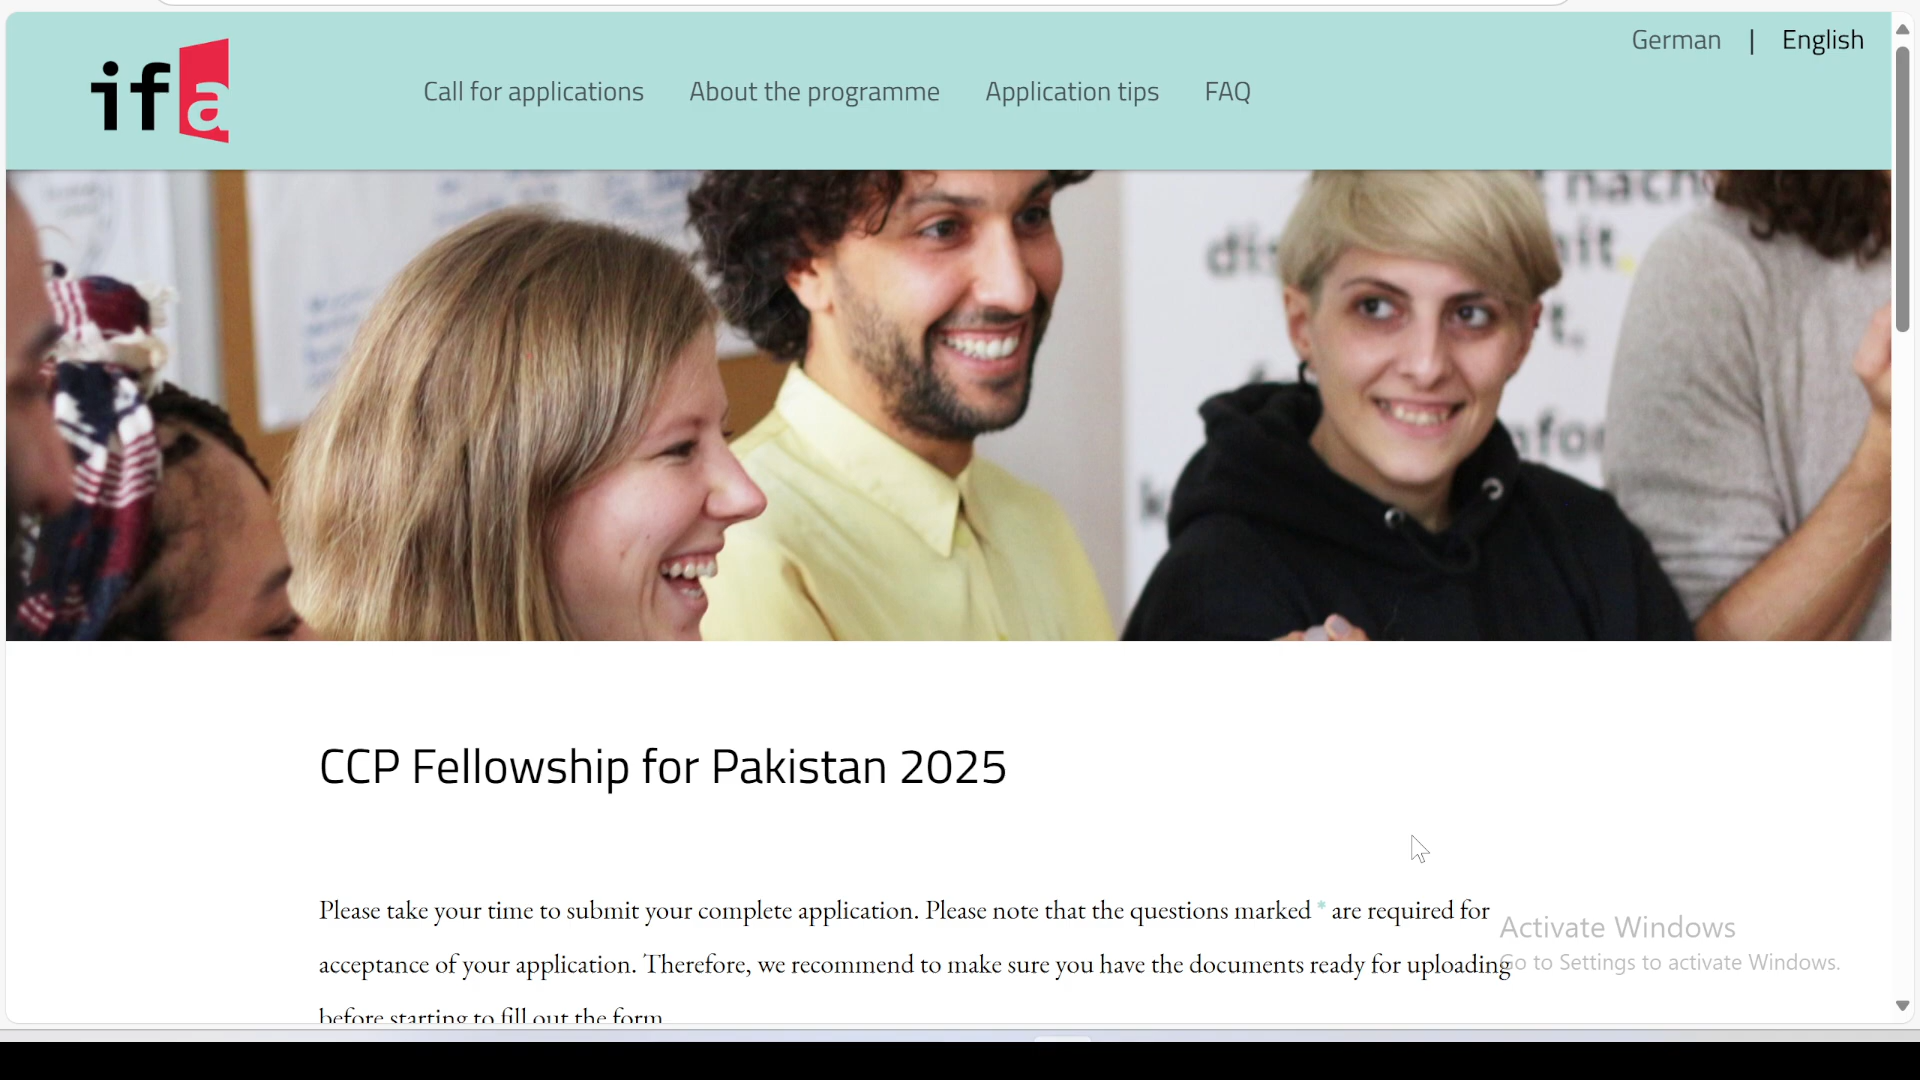 German | English
ifa
Call for applications About the programme Application tips FAQ
CCP Fellowship for Pakistan 2025
Please take your time to submit your complete application. Please note that the questions marked * are required for
acceptance of your application. Therefore, we recommend to make sure you have the documents ready for uploading
before starting to fill out the form.
Activate Windows
Go to Settings to activate Windows.